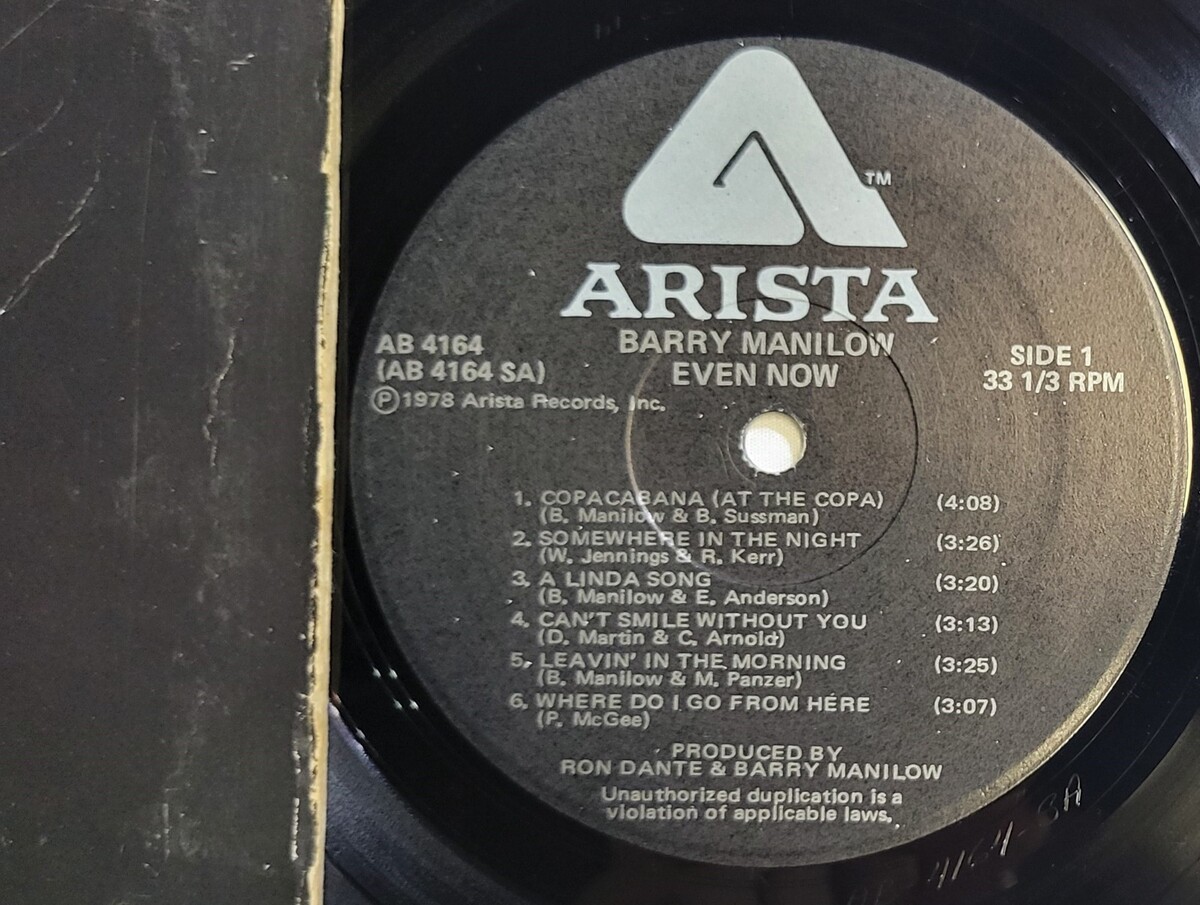 TM
ARISTA
BARRY MANILOW
EVEN NOW
AB 4164
(AB 4164 SA)
Ⓟ1978 Arista Records, Inc.
SIDE 1
33 1/3 RPM
1. COPACABANA (AT THE COPA) (4:08)
(B. Manilow & B. Sussman)
2. SOMEWHERE IN THE NIGHT (3:26)
(W. Jennings & R. Kerr)
3. A LINDA SONG (3:20)
(B. Manilow & E. Anderson)
4. CAN'T SMILE WITHOUT YOU (3:13)
(D. Martin & C. Arnold)
5. LEAVIN' IN THE MORNING (3:25)
(B. Manilow & M. Panzer)
6. WHERE DO I GO FROM HERE (3:07)
(P. McGee)
PRODUCED BY
RON DANTE & BARRY MANILOW
Unauthorized duplication is a
violation of applicable laws.
4164-SA